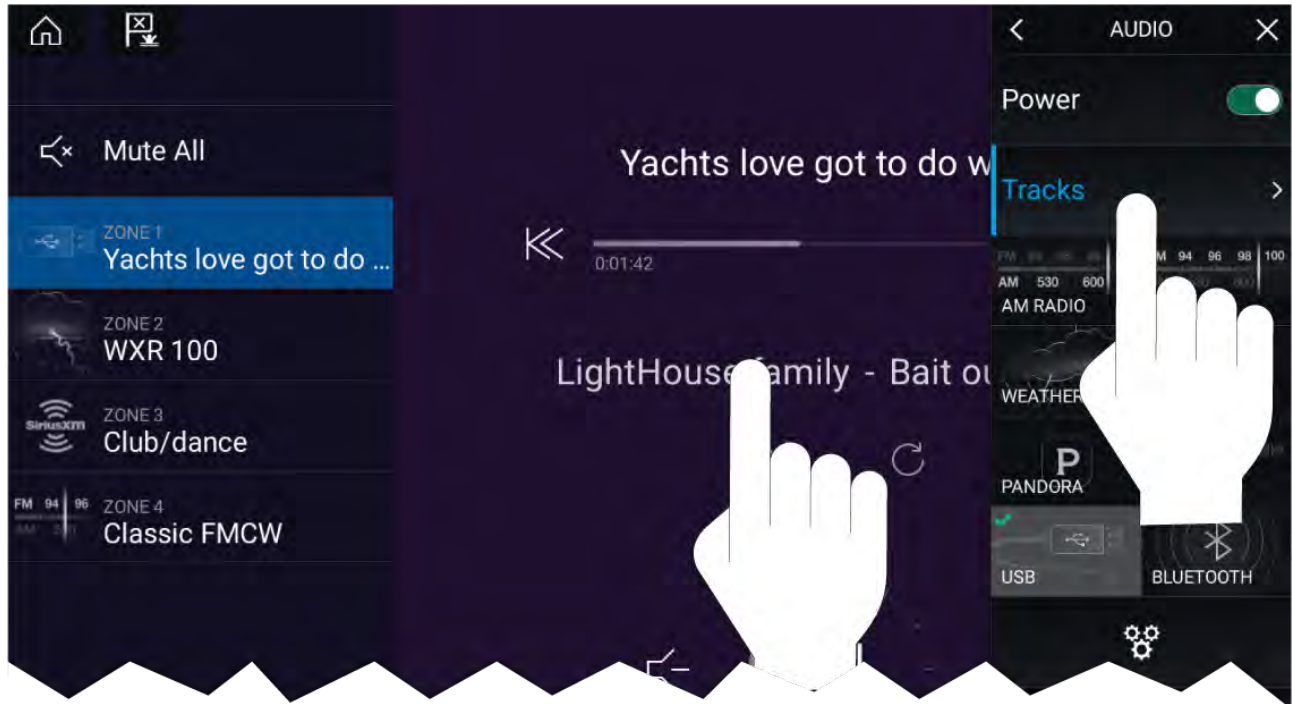 Mute All
ZONE 1
Yachts love got to do ...
ZONE 2
WXR 100
SiriusXM
ZONE 3
Club/dance
FM 94 96
ZONE 4
Classic FMCW
Yachts love got to do w
0:01:42
LightHouse family - Bait ou
AUDIO
Power
Tracks
M 94 96 98 100
AM 530 600
AM RADIO
WEATHER
P
PANDORA
USB
BLUETOOTH